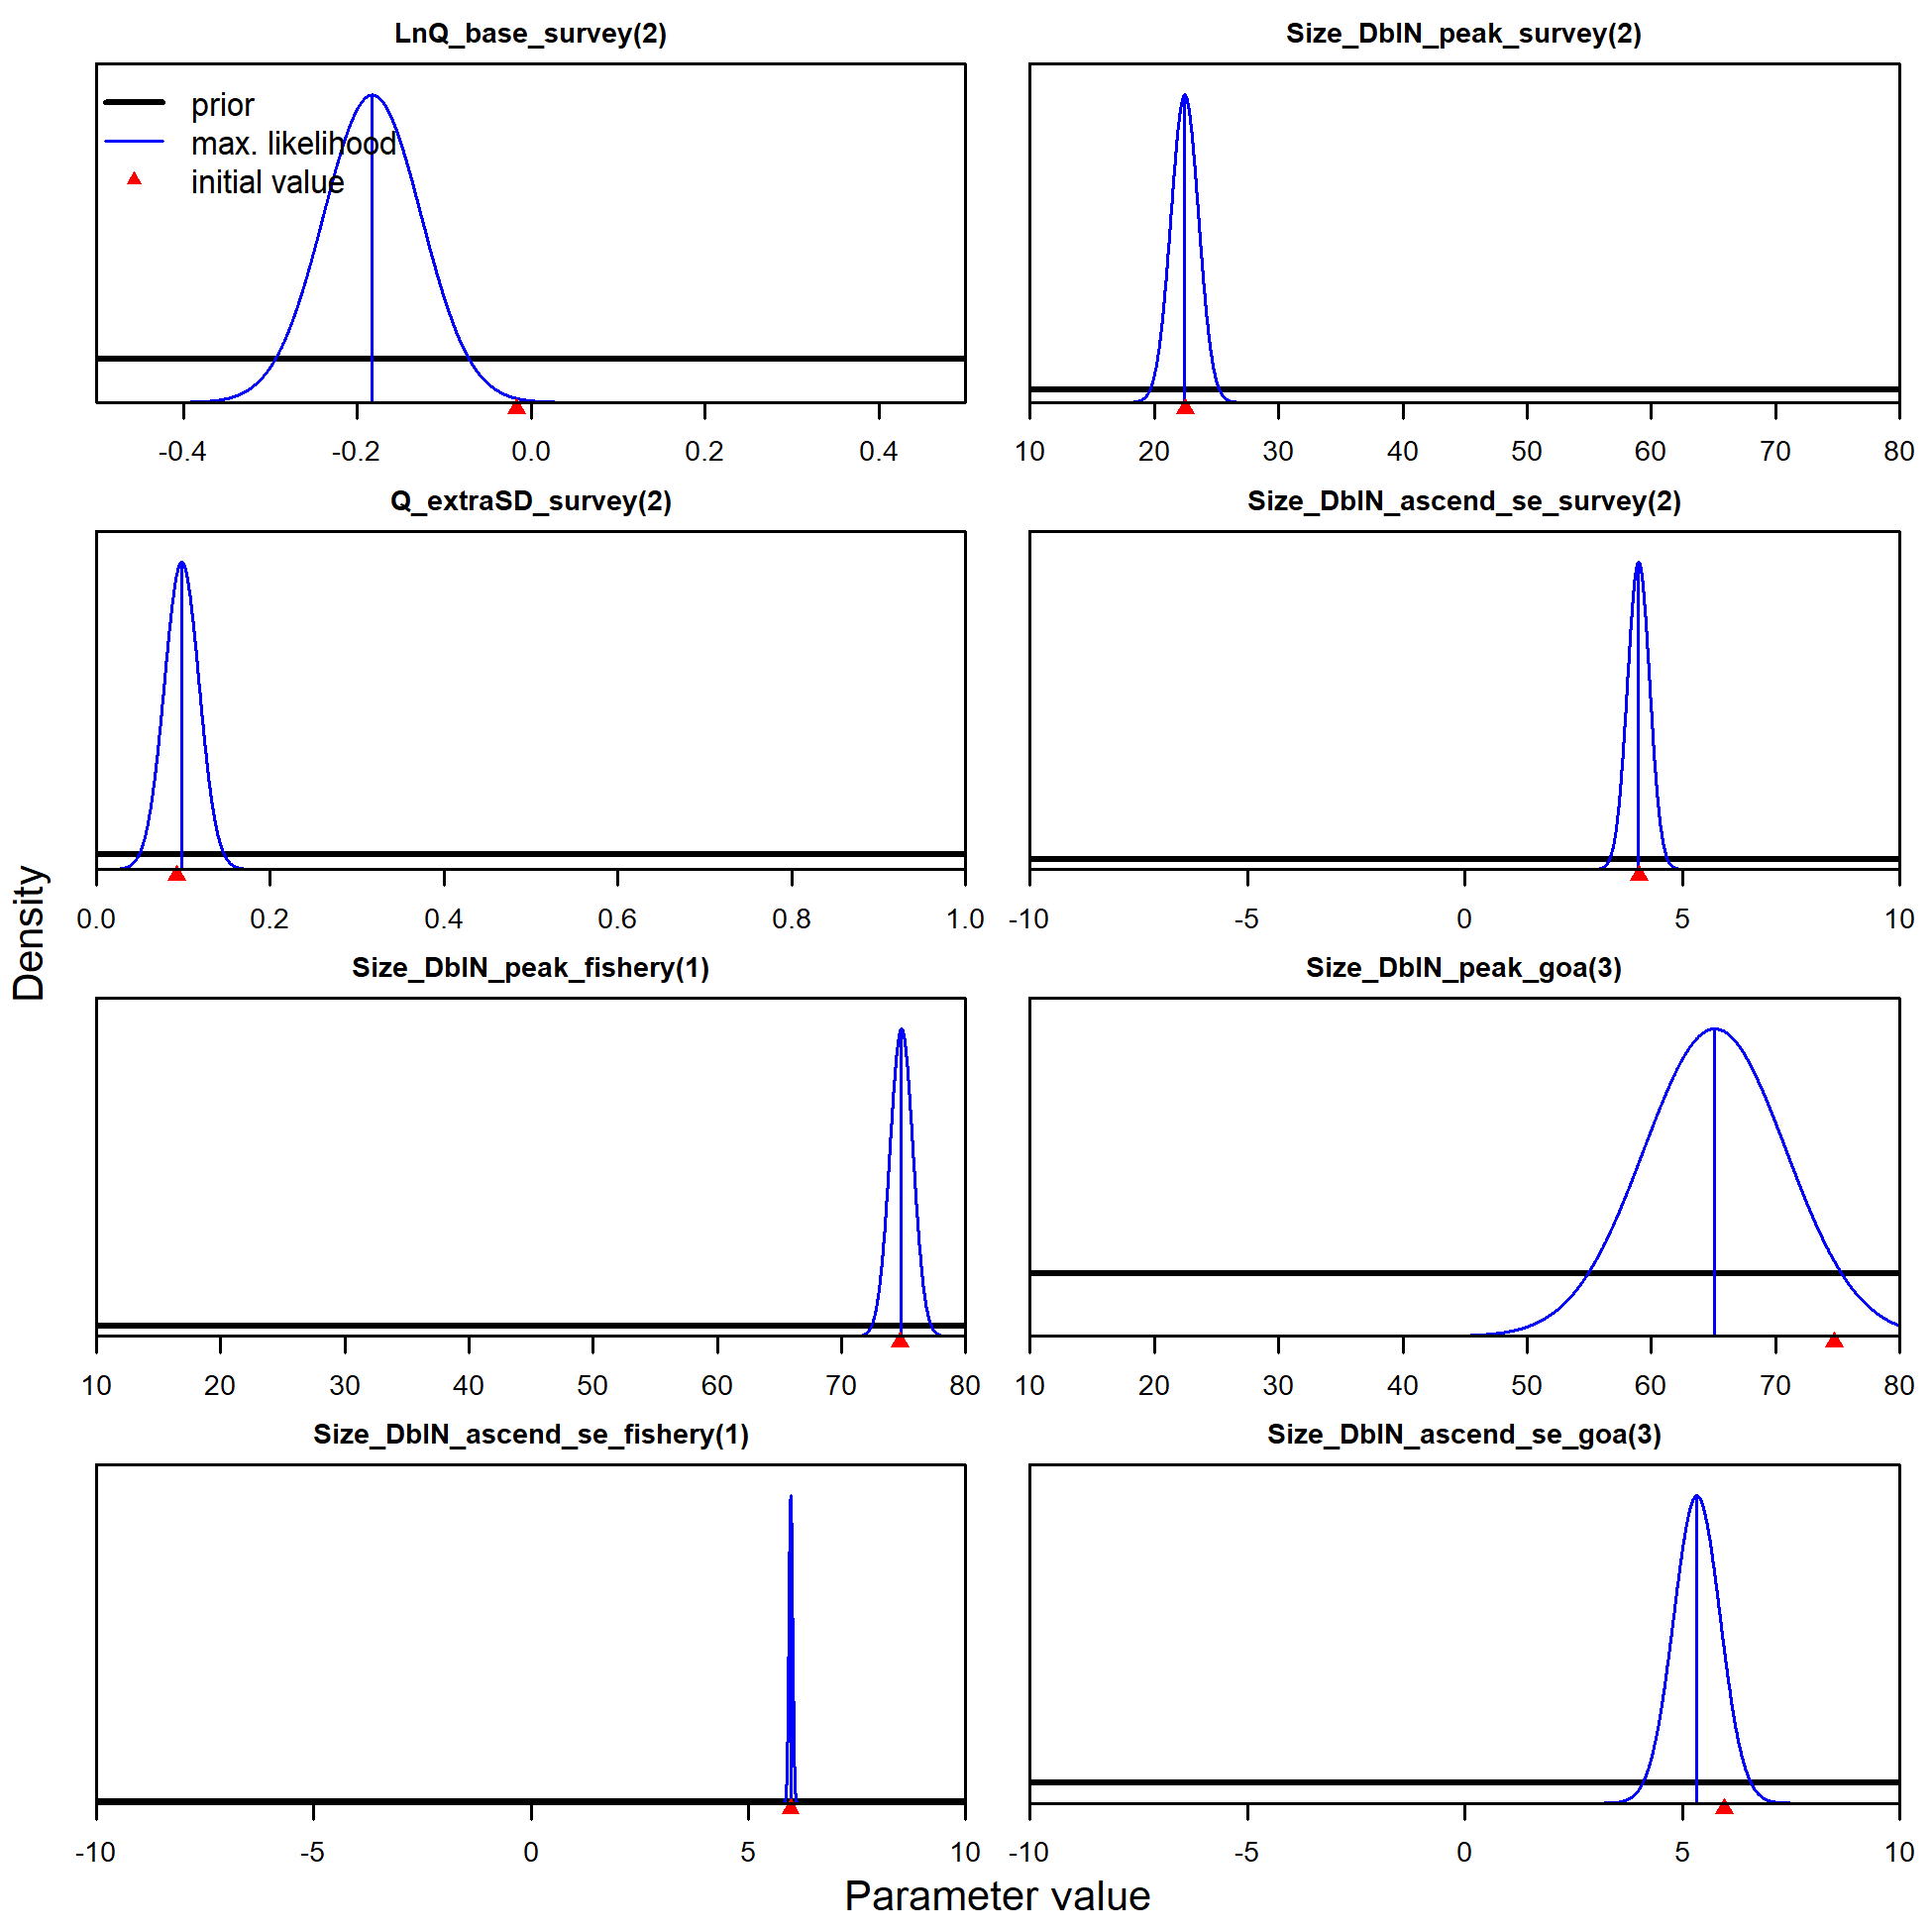 LnQ_base_survey(2)
Size_DblN_peak_survey(2)
prior
max. likelihood
initial value
-0.4 -0.2 0.0 0.2 0.4
10 20 30 40 50 60 70 80
Q_extraSD_survey(2)
Size_DblN_ascend_se_survey(2)
0.0 0.2 0.4 0.6 0.8 1.0
-10 -5 0 5 10
Size_DblN_peak_fishery(1)
Size_DblN_peak_goa(3)
10 20 30 40 50 60 70 80
10 20 30 40 50 60 70 80
Size_DblN_ascend_se_fishery(1)
Size_DblN_ascend_se_goa(3)
-10 -5 0 5 10
-10 -5 0 5 10
Density
Parameter value